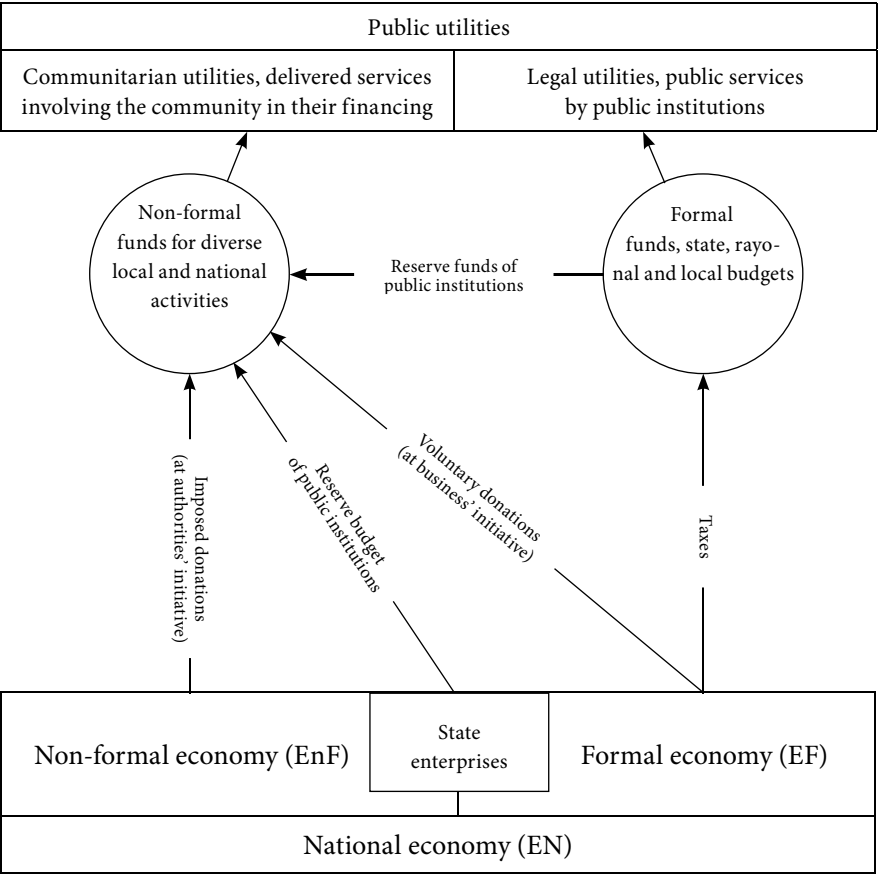 Public utilities
Communitarian utilities, delivered services
involving the community in their financing
Legal utilities, public services
by public institutions
Non-formal
funds for diverse
local and national
activities
Reserve funds of
public institutions
Formal
funds, state, rayo-
nal and local budgets
Imposed donations
(at authorities’ initiative)
Reserve budget
of public institutions
Voluntary donations
(at business’ initiative)
Taxes
Non-formal economy (EnF)
State
enterprises
Formal economy (EF)
National economy (EN)